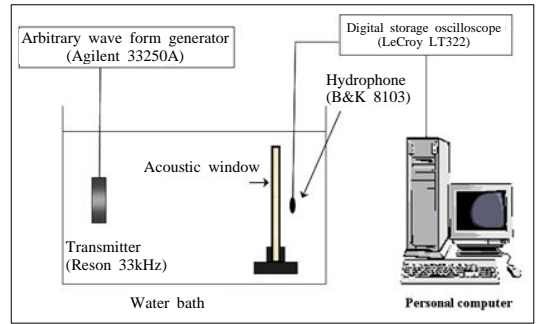 Arbitrary wave form generator
(Agilent 33250A)
Digital storage oscilloscope
(LeCroy LT322)
Hydrophone
(B&K 8103)
Acoustic window
Transmitter
(Reson 33kHz)
Water bath
Personal computer